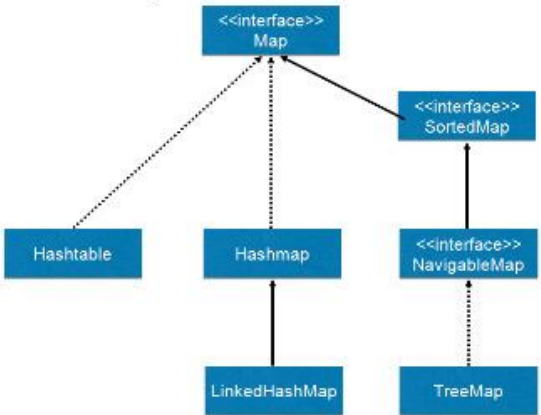 <<interface>>
Map
<<interface>>
SortedMap
Hashtable
Hashmap
<<interface>>
NavigableMap
LinkedHashMap
TreeMap